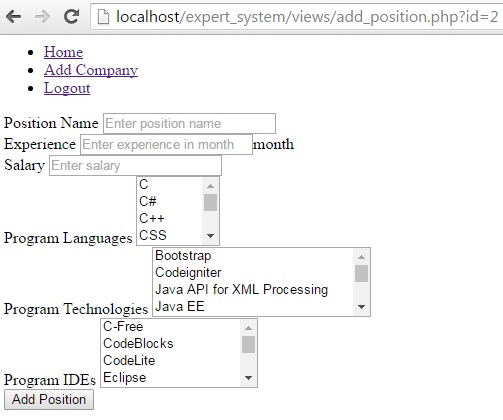 localhost/expert_system/views/add_position.php?id=2
Home
Add Company
Logout
Position Name Enter position name
Experience Enter experience in month month
Salary Enter salary
C
C#
C++
CSS
Program Languages
Bootstrap
Codeigniter
Java API for XML Processing
Java EE
Program Technologies
C-Free
CodeBlocks
CodeLite
Eclipse
Program IDEs
Add Position